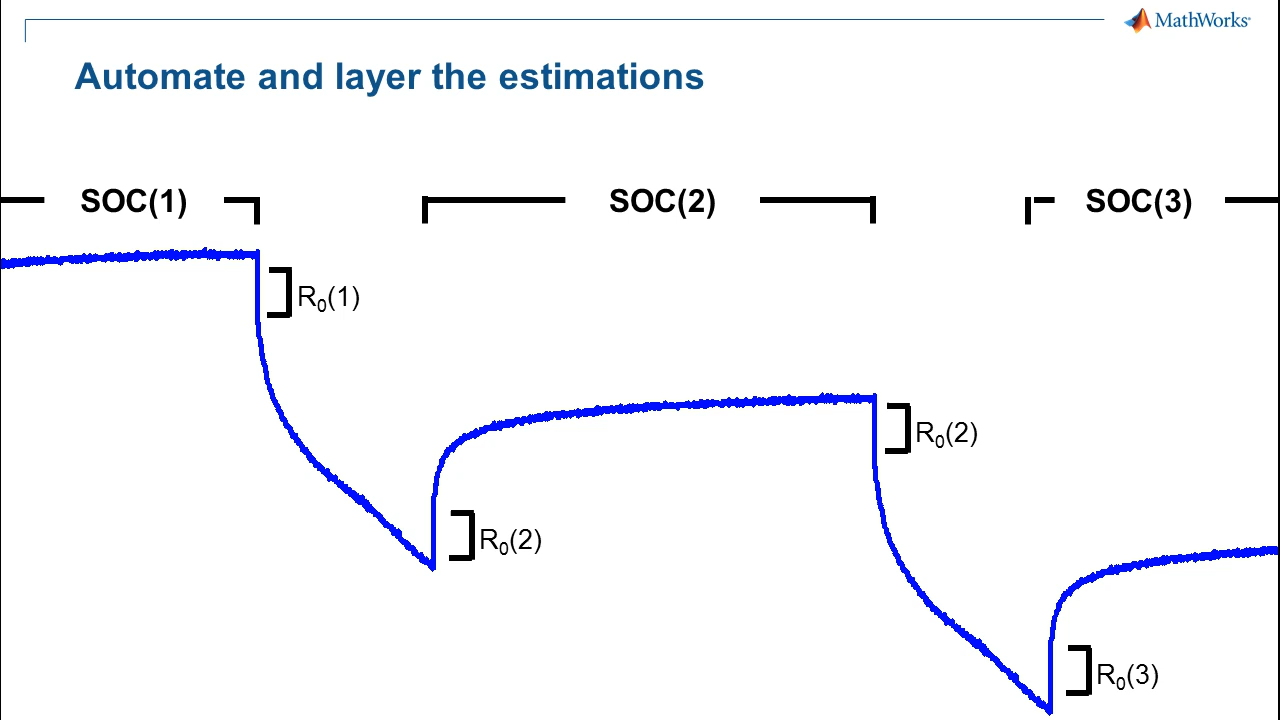 MathWorks®
Automate and layer the estimations
SOC(1)
SOC(2)
SOC(3)
R₀(1)
R₀(2)
R₀(2)
R₀(3)